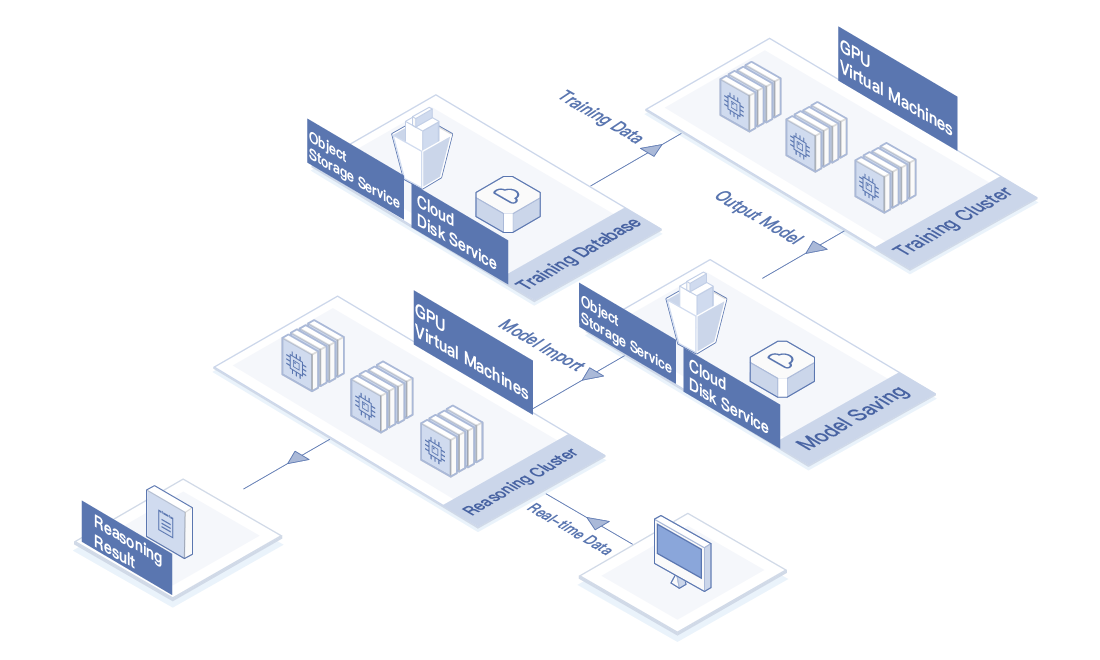 GPU
Virtual Machines
Training Data
Training Cluster
Object
Storage Service
Cloud
Disk Service
Training Database
Output Model
Object
Storage Service
Cloud
Disk Service
Model Saving
Model Import
GPU
Virtual Machines
Reasoning Cluster
Real-time Data
Reasoning
Result